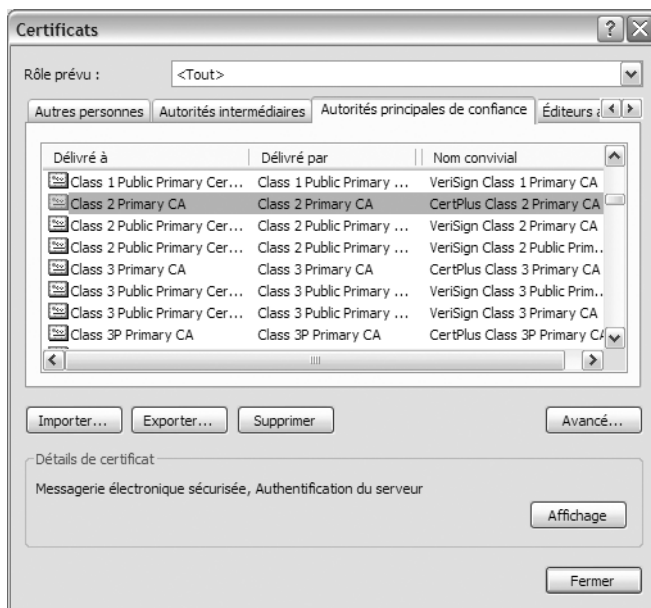 Certificats
Rôle prévu :
<Tout>
Autres personnes Autorités intermédiaires Autorités principales de confiance Éditeurs
Délivré à Délivré par Nom convivial
Class 1 Public Primary Cer... Class 1 Public Primary ... VeriSign Class 1 Primary CA
Class 2 Primary CA Class 2 Primary CA CertPlus Class 2 Primary CA
Class 2 Public Primary Cer... Class 2 Public Primary ... VeriSign Class 2 Primary CA
Class 2 Public Primary Cer... Class 2 Public Primary ... VeriSign Class 2 Public Prim..
Class 3 Primary CA Class 3 Primary CA CertPlus Class 3 Primary CA
Class 3 Public Primary Cer... Class 3 Public Primary ... VeriSign Class 3 Public Prim..
Class 3 Public Primary Cer... Class 3 Public Primary ... VeriSign Class 3 Primary CA
Class 3P Primary CA Class 3P Primary CA CertPlus Class 3P Primary CA
Importer... Exporter... Supprimer Avancé...
Détails de certificat
Messagerie électronique sécurisée, Authentification du serveur
Affichage
Fermer